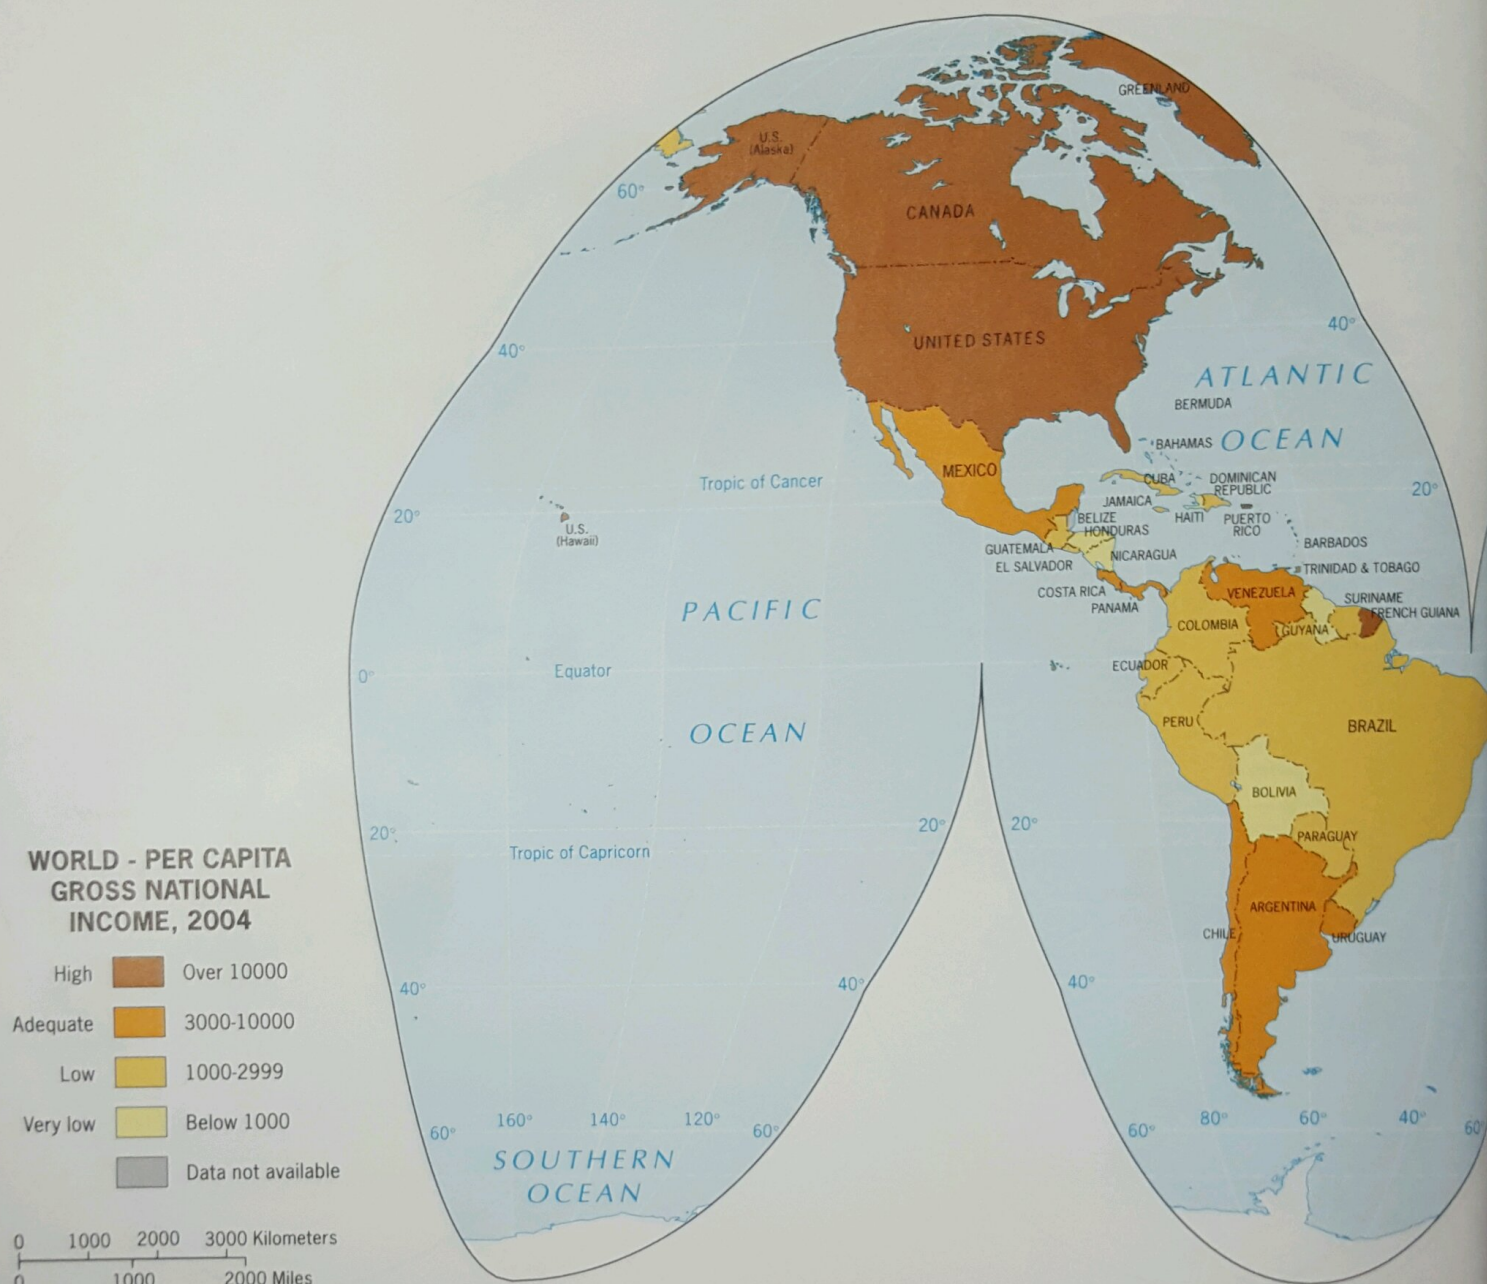 GREENLAND
U.S.
(Alaska)
60°
CANADA
40°
UNITED STATES
40°
ATLANTIC
BERMUDA
BAHAMAS
OCEAN
MEXICO
Tropic of Cancer
CUBA
DOMINICAN
REPUBLIC
20°
JAMAICA
HAITI
PUERTO
RICO
20°
U.S.
(Hawaii)
BELIZE
HONDURAS
GUATEMALA
NICARAGUA
EL SALVADOR
BARBADOS
TRINIDAD & TOBAGO
COSTA RICA
PANAMA
VENEZUELA
SURINAME
FRENCH GUIANA
PACIFIC
COLOMBIA
GUYANA
0°
Equator
ECUADOR
OCEAN
PERU
BRAZIL
BOLIVIA
20°
20°
20°
PARAGUAY
Tropic of Capricorn
WORLD - PER CAPITA
GROSS NATIONAL
INCOME, 2004
ARGENTINA
CHILE
URUGUAY
High Over 10000
40°
40°
40°
Adequate 3000-10000
Low 1000-2999
Very low Below 1000
60°
160°
140°
120°
60°
60°
80°
60°
40°
60°
Data not available
SOUTHERN
OCEAN
0 1000 2000 3000 Kilometers
0 1000 2000 Miles